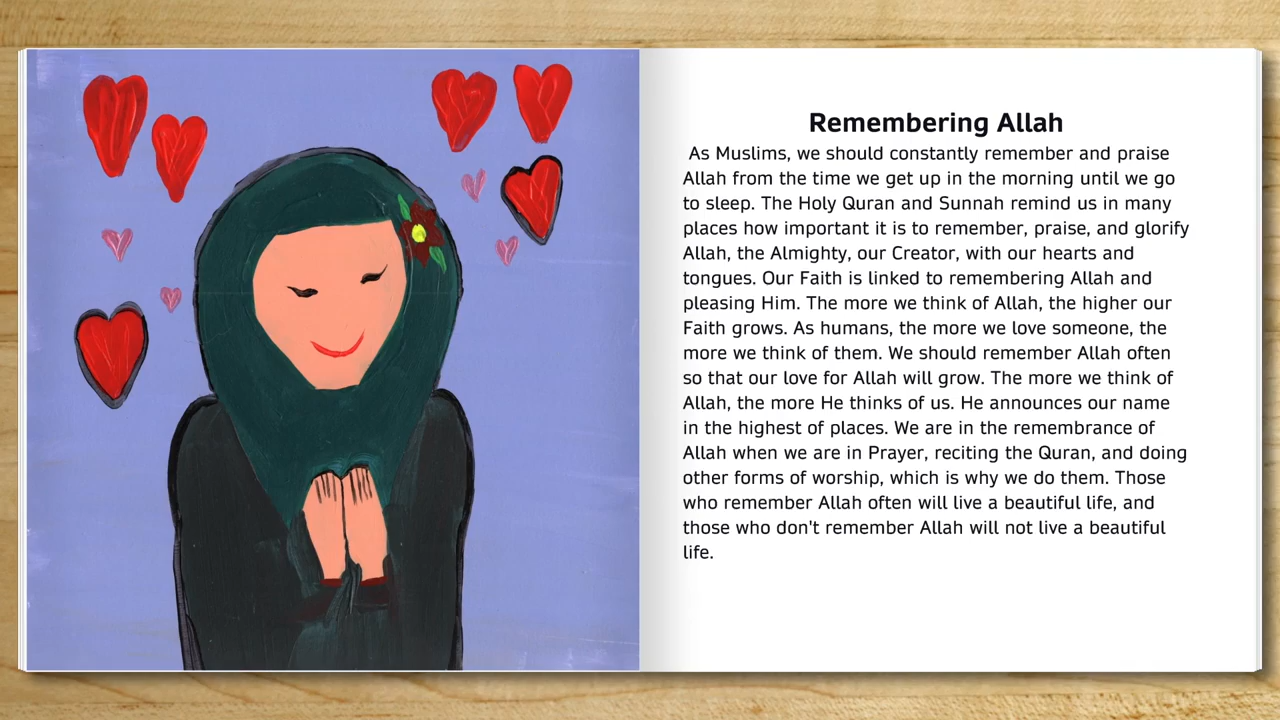 Remembering Allah
As Muslims, we should constantly remember and praise
Allah from the time we get up in the morning until we go
to sleep. The Holy Quran and Sunnah remind us in many
places how important it is to remember, praise, and glorify
Allah, the Almighty, our Creator, with our hearts and
tongues. Our Faith is linked to remembering Allah and
pleasing Him. The more we think of Allah, the higher our
Faith grows. As humans, the more we love someone, the
more we think of them. We should remember Allah often
so that our love for Allah will grow. The more we think of
Allah, the more He thinks of us. He announces our name
in the highest of places. We are in the remembrance of
Allah when we are in Prayer, reciting the Quran, and doing
other forms of worship, which is why we do them. Those
who remember Allah often will live a beautiful life, and
those who don't remember Allah will not live a beautiful
life.